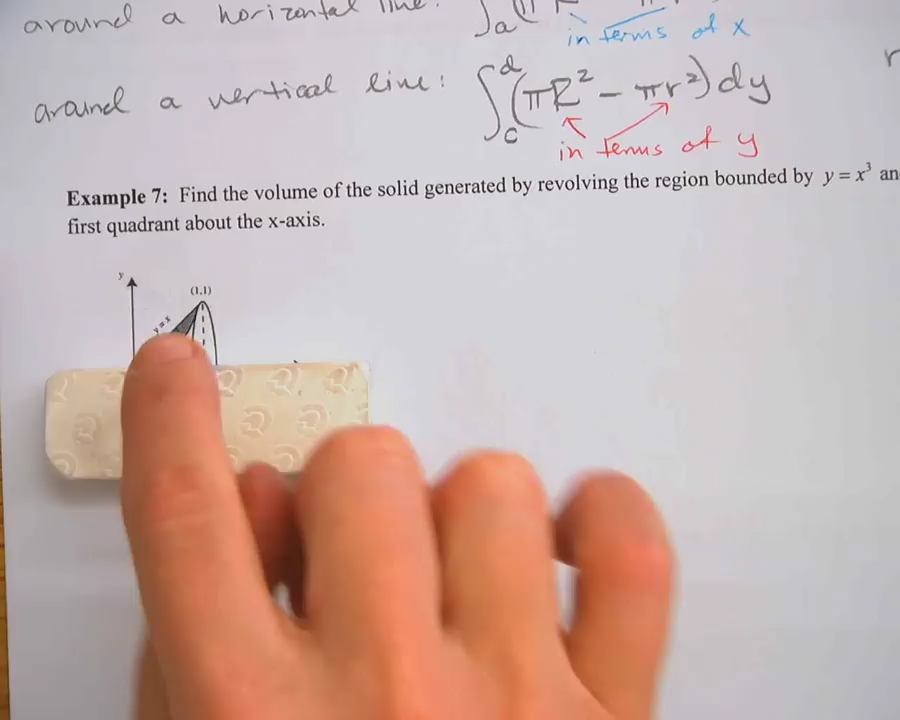 around a horizontal line: ∫a (π
in terms of x
around a vertical line: ∫_c^d (πR² − πr²) dy
in terms of y
Example 7: Find the volume of the solid generated by revolving the region bounded by y = x³
first quadrant about the x-axis.
y
(1,1)
y = x